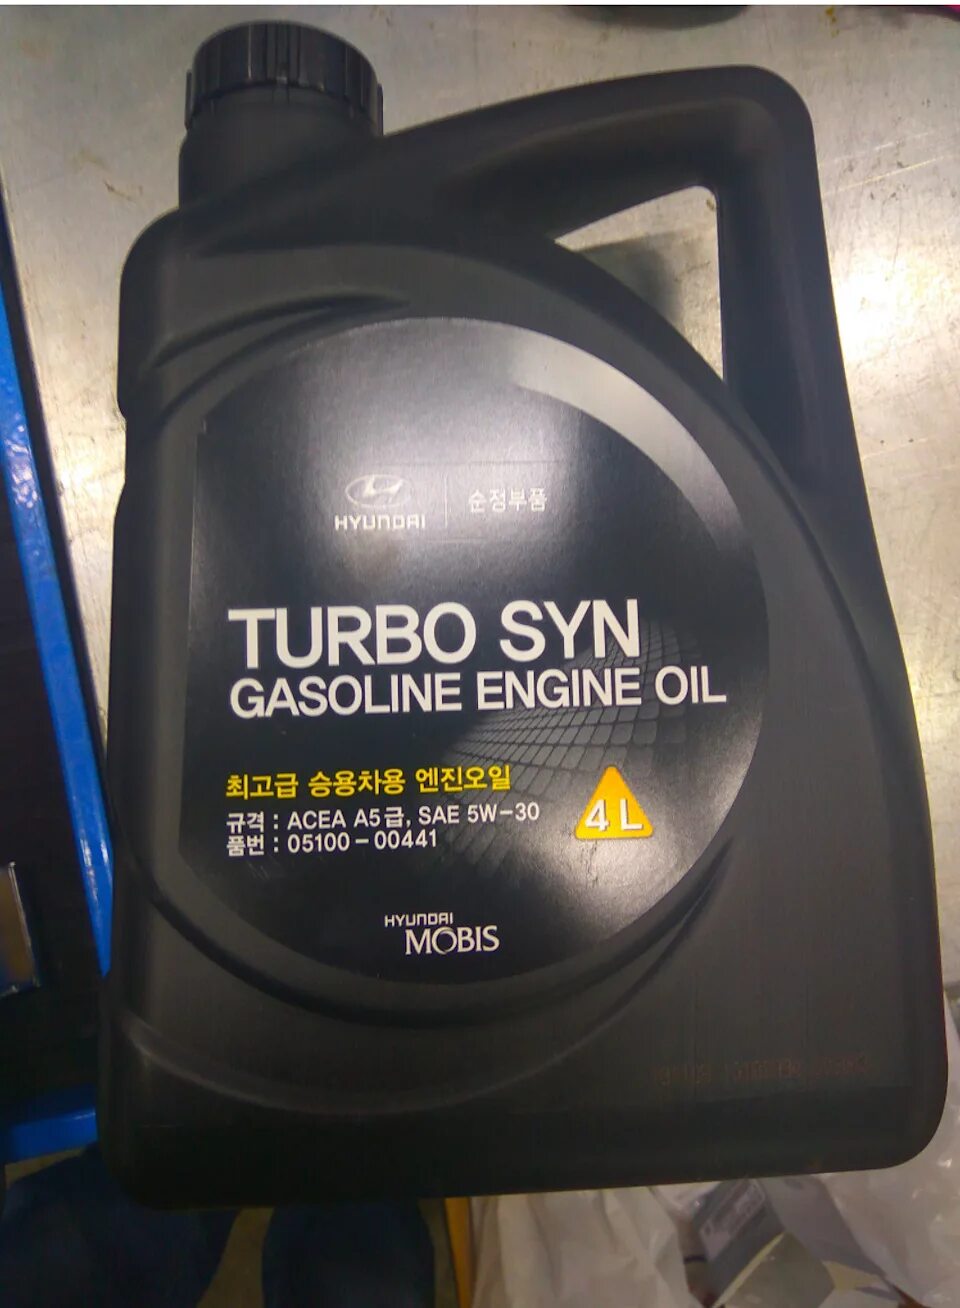 HYUNDAI 순정부품
TURBO SYN
GASOLINE ENGINE OIL
최고급 승용차용 엔진오일
규격 : ACEA A5급, SAE 5W-30
품번 : 05100-00441
4L
HYUNDAI
MOBIS